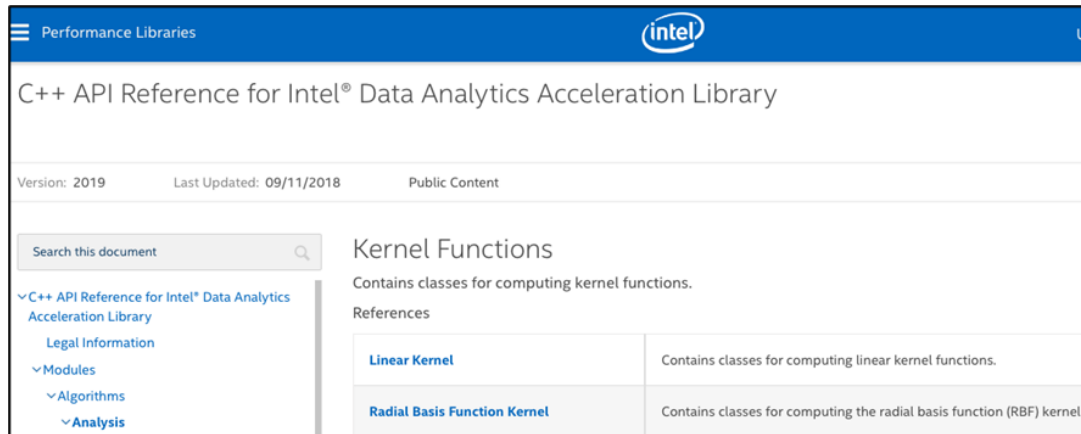 Performance Libraries
intel
C++ API Reference for Intel® Data Analytics Acceleration Library
Version: 2019 Last Updated: 09/11/2018 Public Content
Search this document
C++ API Reference for Intel® Data Analytics
Acceleration Library
Legal Information
Modules
Algorithms
Analysis
Kernel Functions
Contains classes for computing kernel functions.
References
Linear Kernel Contains classes for computing linear kernel functions.
Radial Basis Function Kernel Contains classes for computing the radial basis function (RBF) kernel